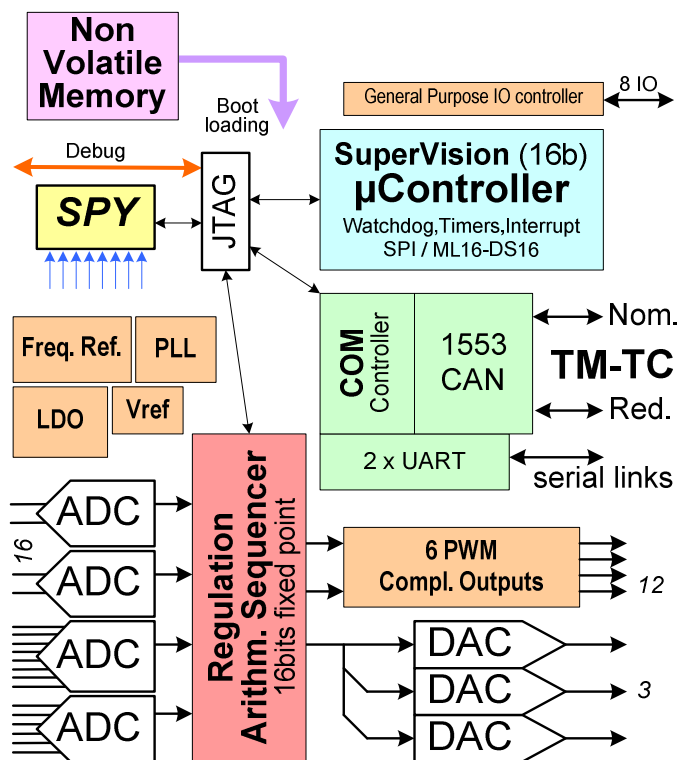 Non
Volatile
Memory
Boot
loading
General Purpose IO controller
8 IO
Debug
SuperVision (16b)
µController
Watchdog,Timers,Interrupt
SPI / ML16-DS16
SPY
JTAG
Freq. Ref.
PLL
LDO
Vref
COM
Controller
1553
CAN
Nom.
TM-TC
Red.
2 x UART
serial links
ADC
16
ADC
ADC
ADC
Regulation
Arithm. Sequencer
16bits fixed point
6 PWM
Compl. Outputs
12
DAC
DAC
3
DAC